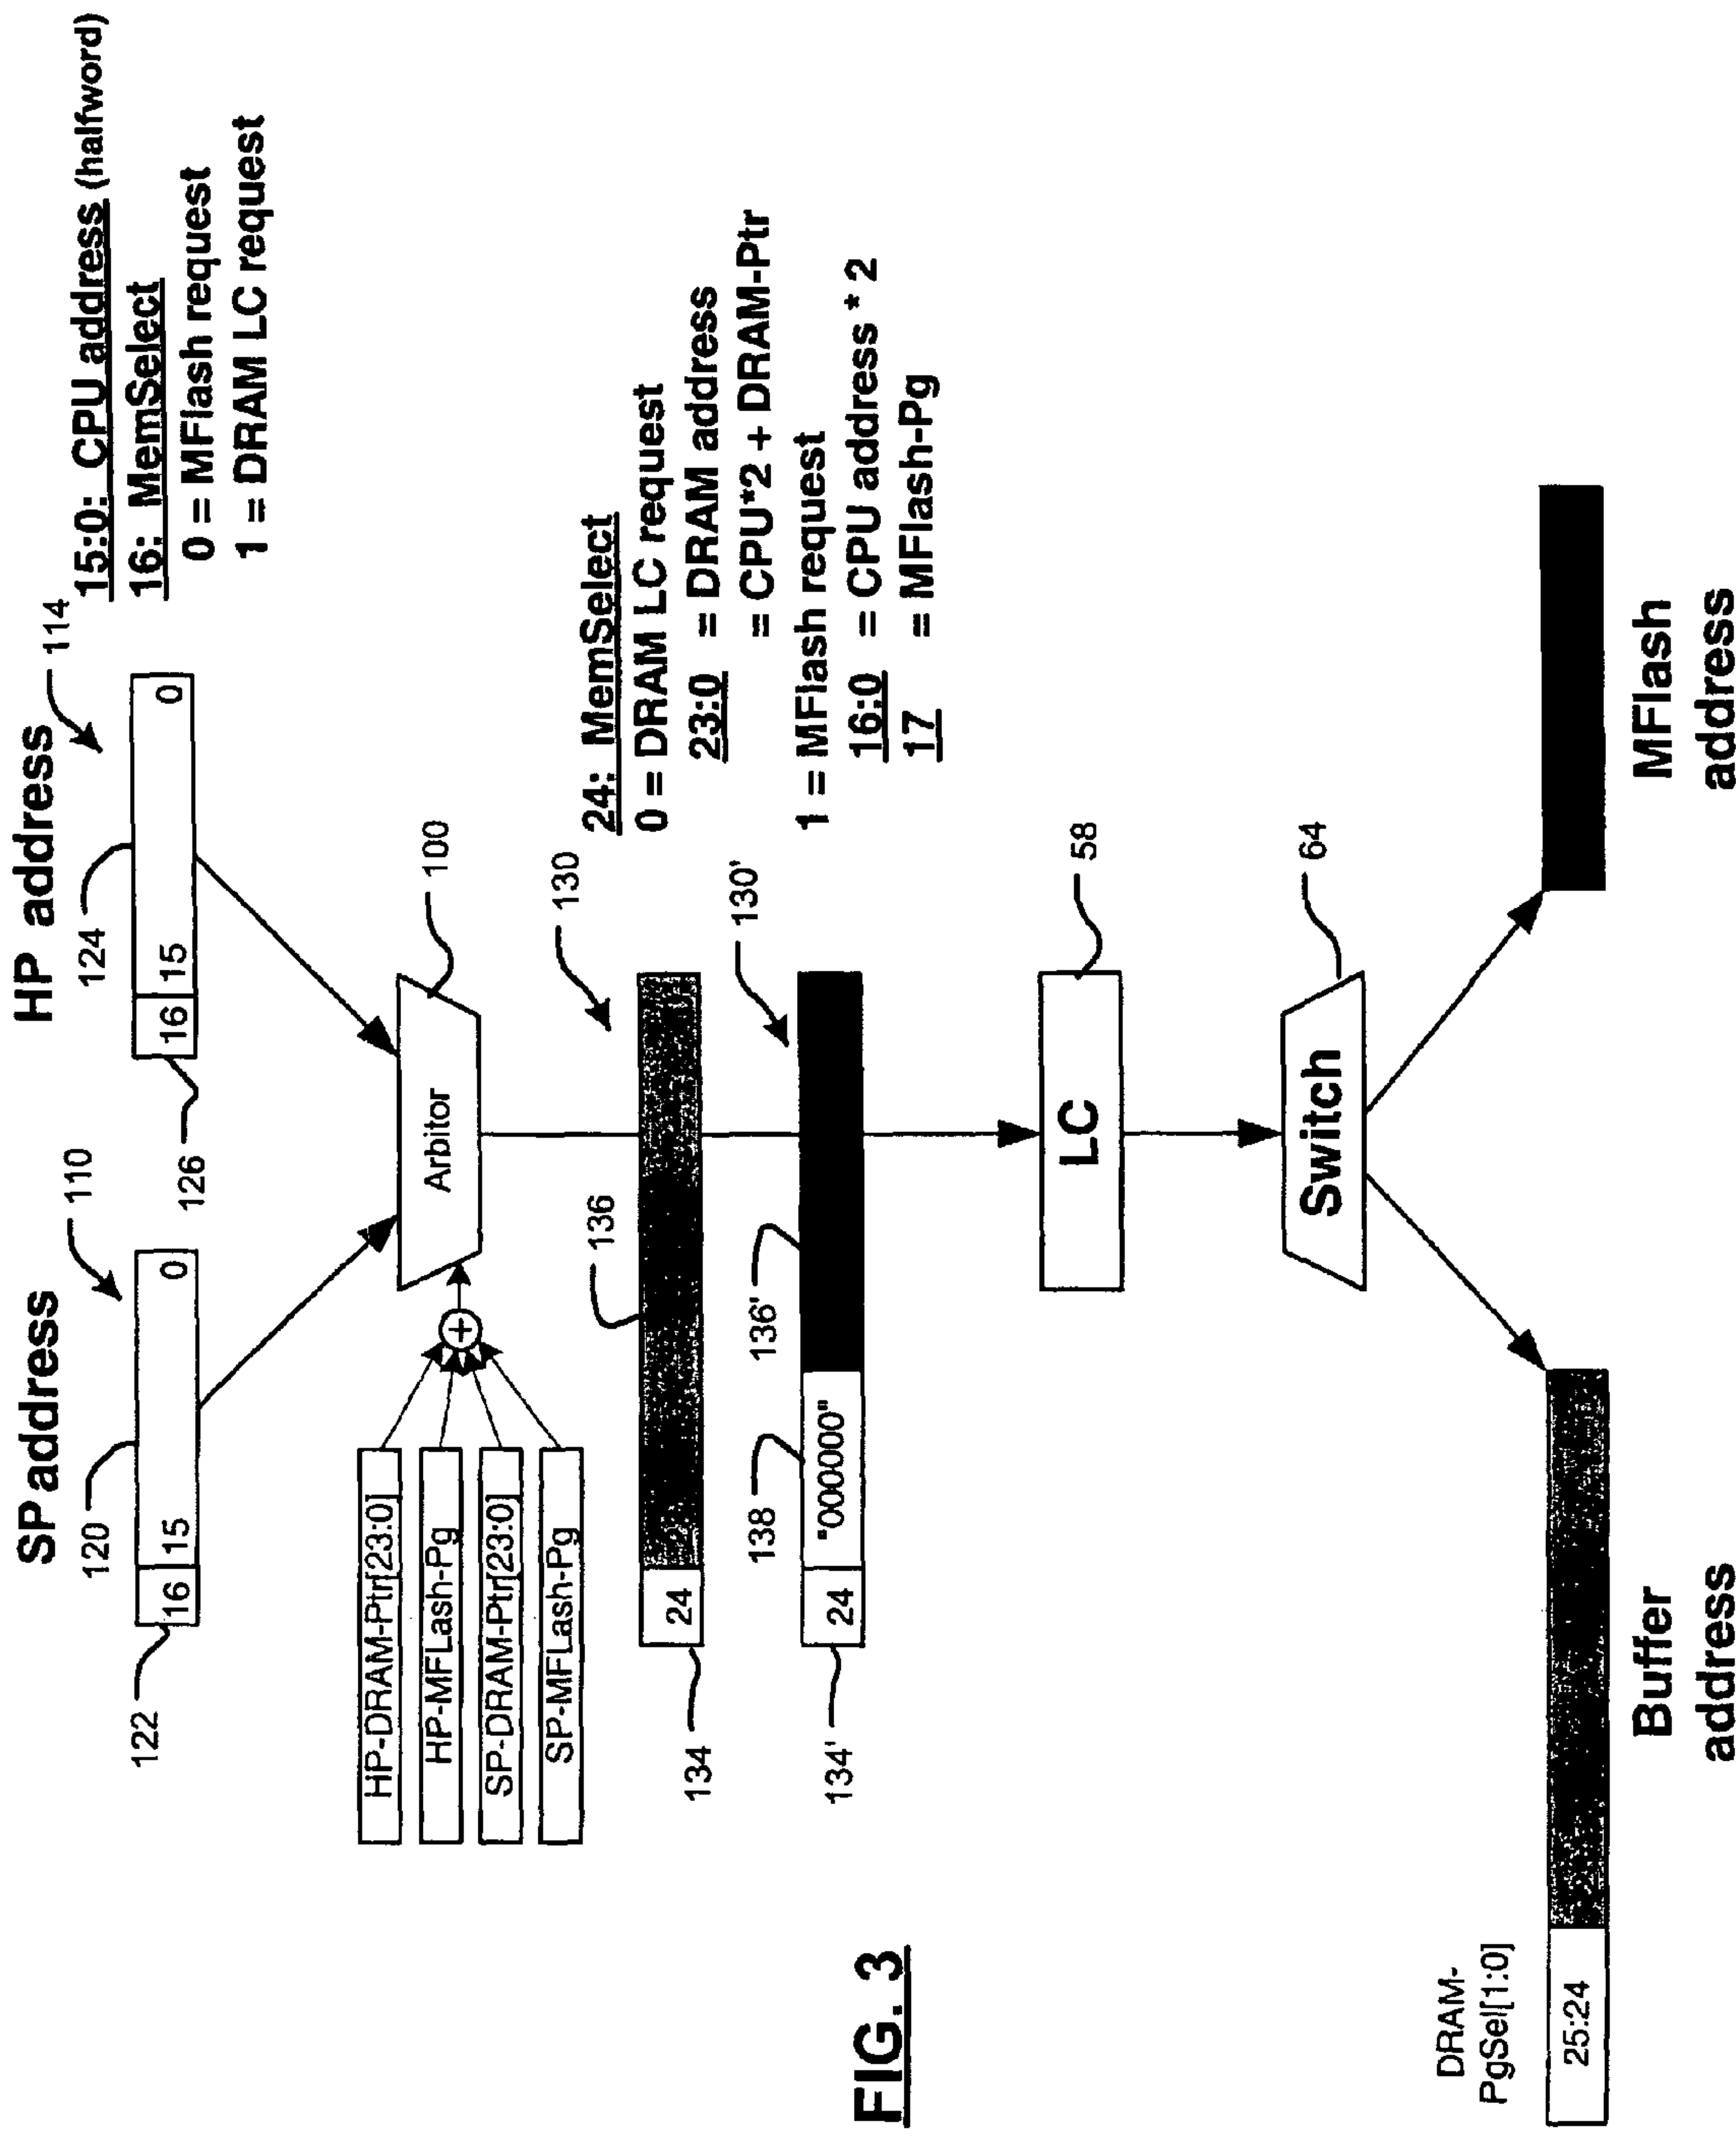 SP address
HP address
110
114
120
124
16 15 0
16 15 0
122
126
15:0: CPU address (halfword)
16: MemSelect
0 = MFlash request
1 = DRAM LC request
HP-DRAM-Ptr[23:0]
HP-MFLash-Pg
SP-DRAM-Ptr[23:0]
SP-MFLash-Pg
+
Arbitor
100
136
130
24
134
24: MemSelect
0 = DRAM LC request
23:0 = DRAM address
= CPU*2 + DRAM-Ptr
1 = MFlash request
16:0 = CPU address * 2
17 = MFlash-Pg
138
136'
130'
24 "000000"
134'
LC
58
Switch
64
FIG. 3
DRAM-
PgSel[1:0]
25:24
Buffer
address
MFlash
address